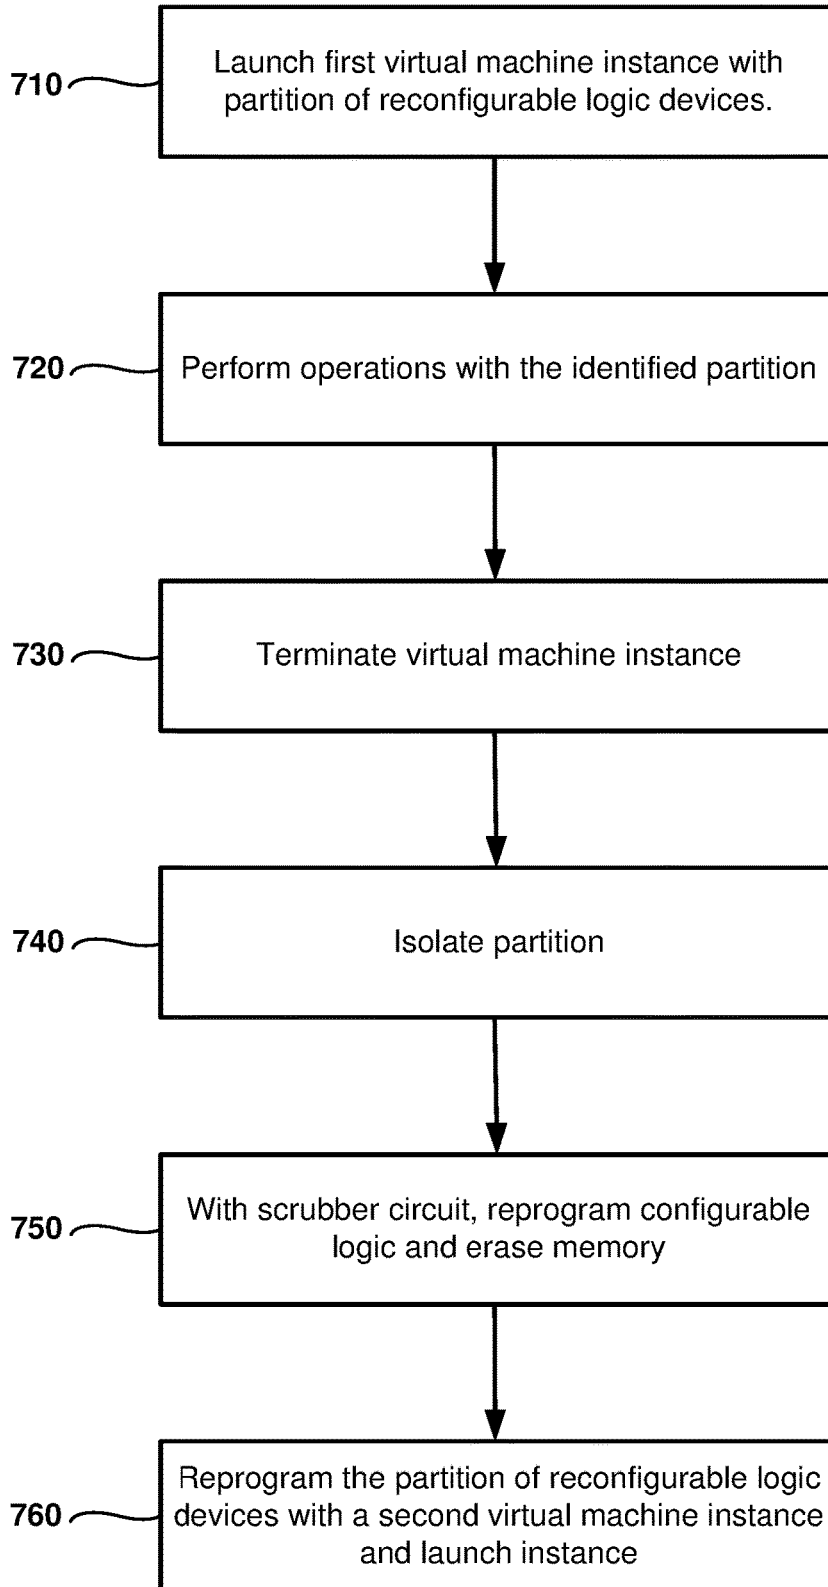 710
Launch first virtual machine instance with
partition of reconfigurable logic devices.
720
Perform operations with the identified partition
730
Terminate virtual machine instance
740
Isolate partition
750
With scrubber circuit, reprogram configurable
logic and erase memory
760
Reprogram the partition of reconfigurable logic
devices with a second virtual machine instance
and launch instance